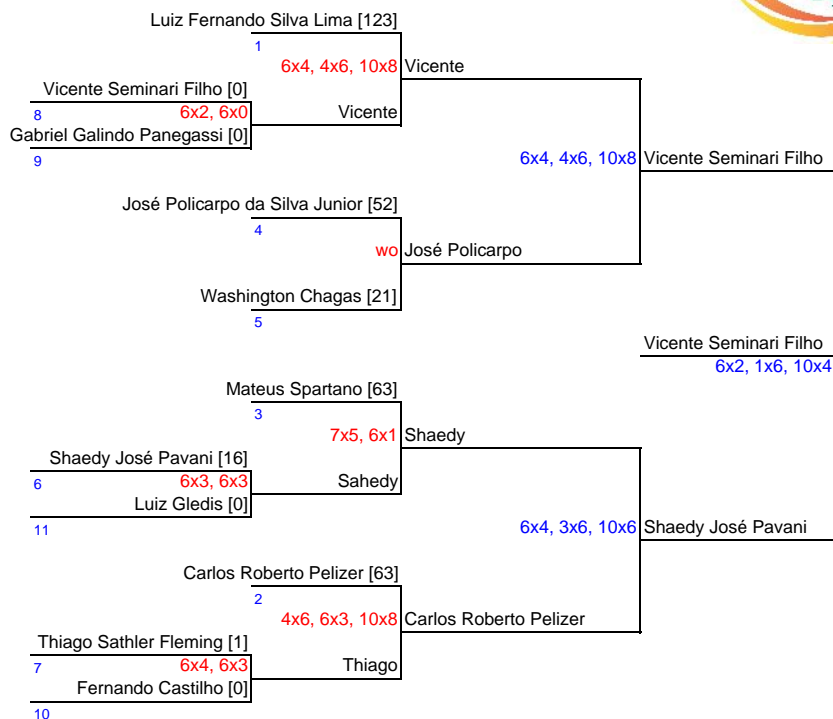 Luiz Fernando Silva Lima [123]
1
6x4, 4x6, 10x8 Vicente
Vicente Seminari Filho [0]
8 6x2, 6x0 Vicente
Gabriel Galindo Panegassi [0]
9
6x4, 4x6, 10x8 Vicente Seminari Filho
José Policarpo da Silva Junior [52]
4
wo José Policarpo
Washington Chagas [21]
5
Vicente Seminari Filho
6x2, 1x6, 10x4
Mateus Spartano [63]
3
7x5, 6x1 Shaedy
Shaedy José Pavani [16]
6 6x3, 6x3 Sahedy
Luiz Gledis [0]
11
6x4, 3x6, 10x6 Shaedy José Pavani
Carlos Roberto Pelizer [63]
2
4x6, 6x3, 10x8 Carlos Roberto Pelizer
Thiago Sathler Fleming [1]
7 6x4, 6x3 Thiago
Fernando Castilho [0]
10